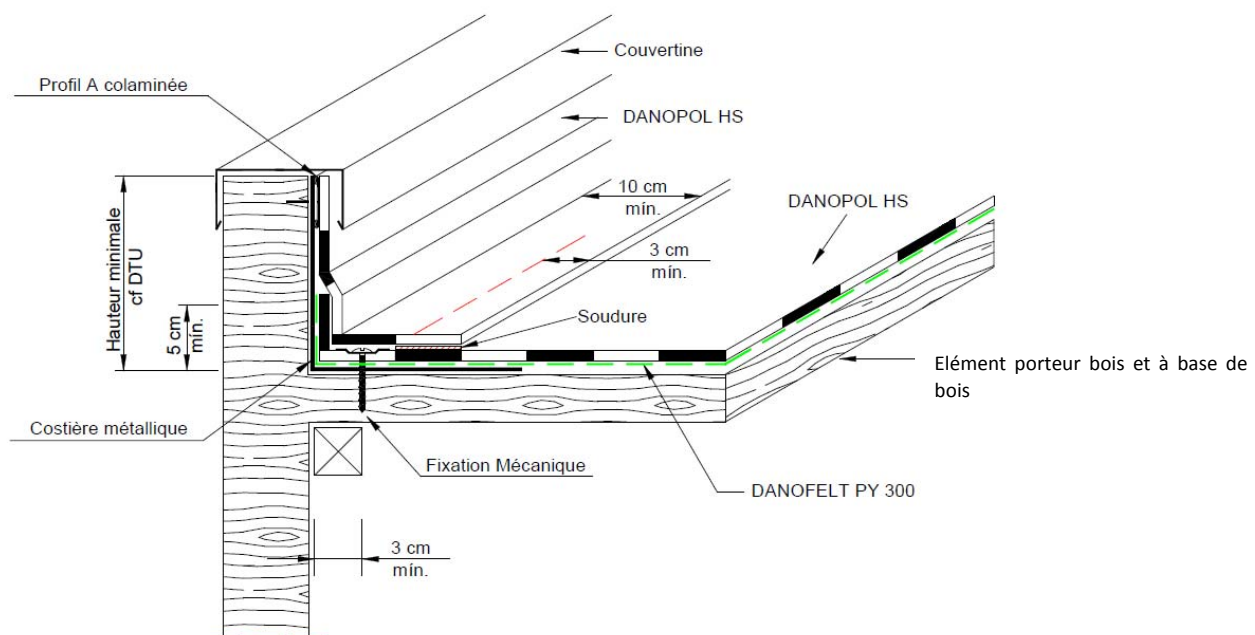 Couvertine
Profil A colaminée
DANOPOL HS
10 cm
mín.
DANOPOL HS
3 cm
mín.
Hauteur minimale
cf DTU
5 cm
mín.
Soudure
Elément porteur bois et à base de
bois
Costière métallique
Fixation Mécanique
DANOFELT PY 300
3 cm
mín.